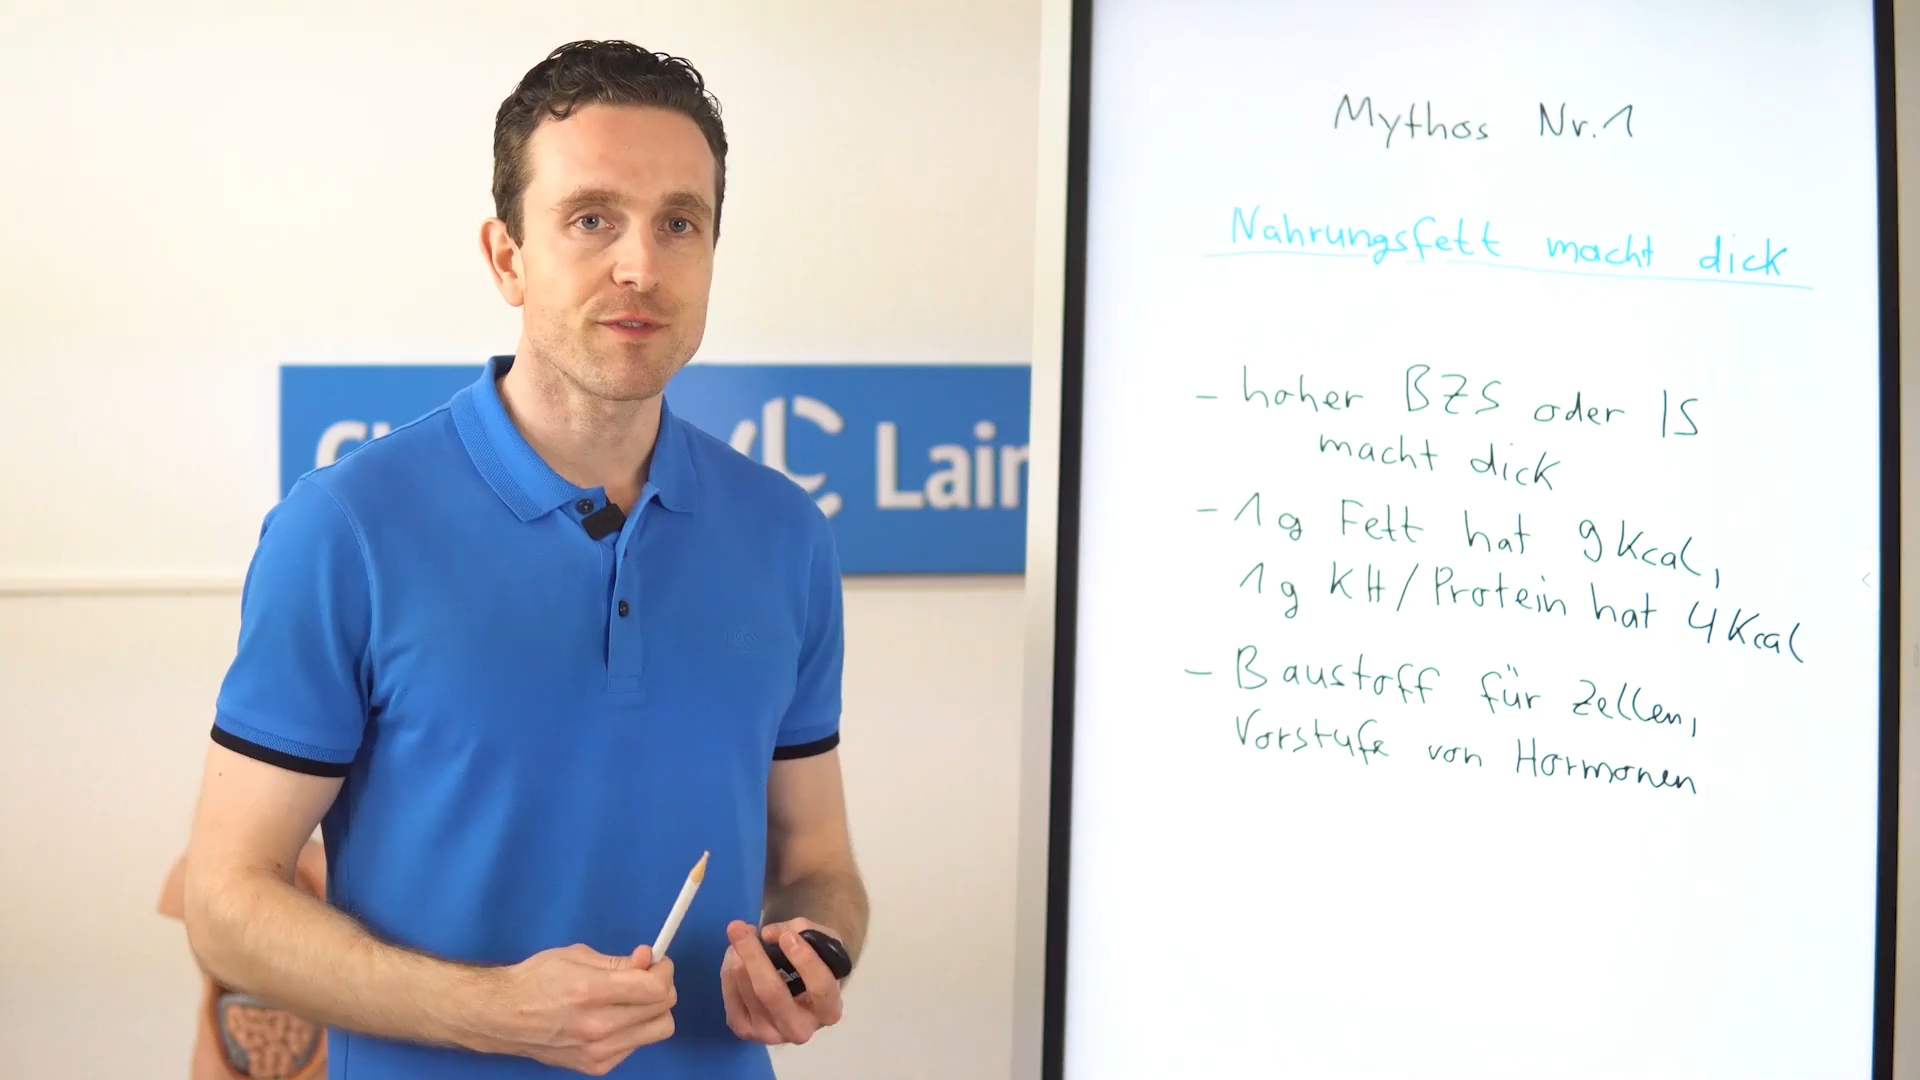 Mythos Nr. 1
Nahrungsfett macht dick
- hoher BZS oder IS
macht dick
- 1g Fett hat 9 Kcal,
1g KH/Protein hat 4 Kcal
- Baustoff für Zellen,
Vorstufe von Hormonen
Lain